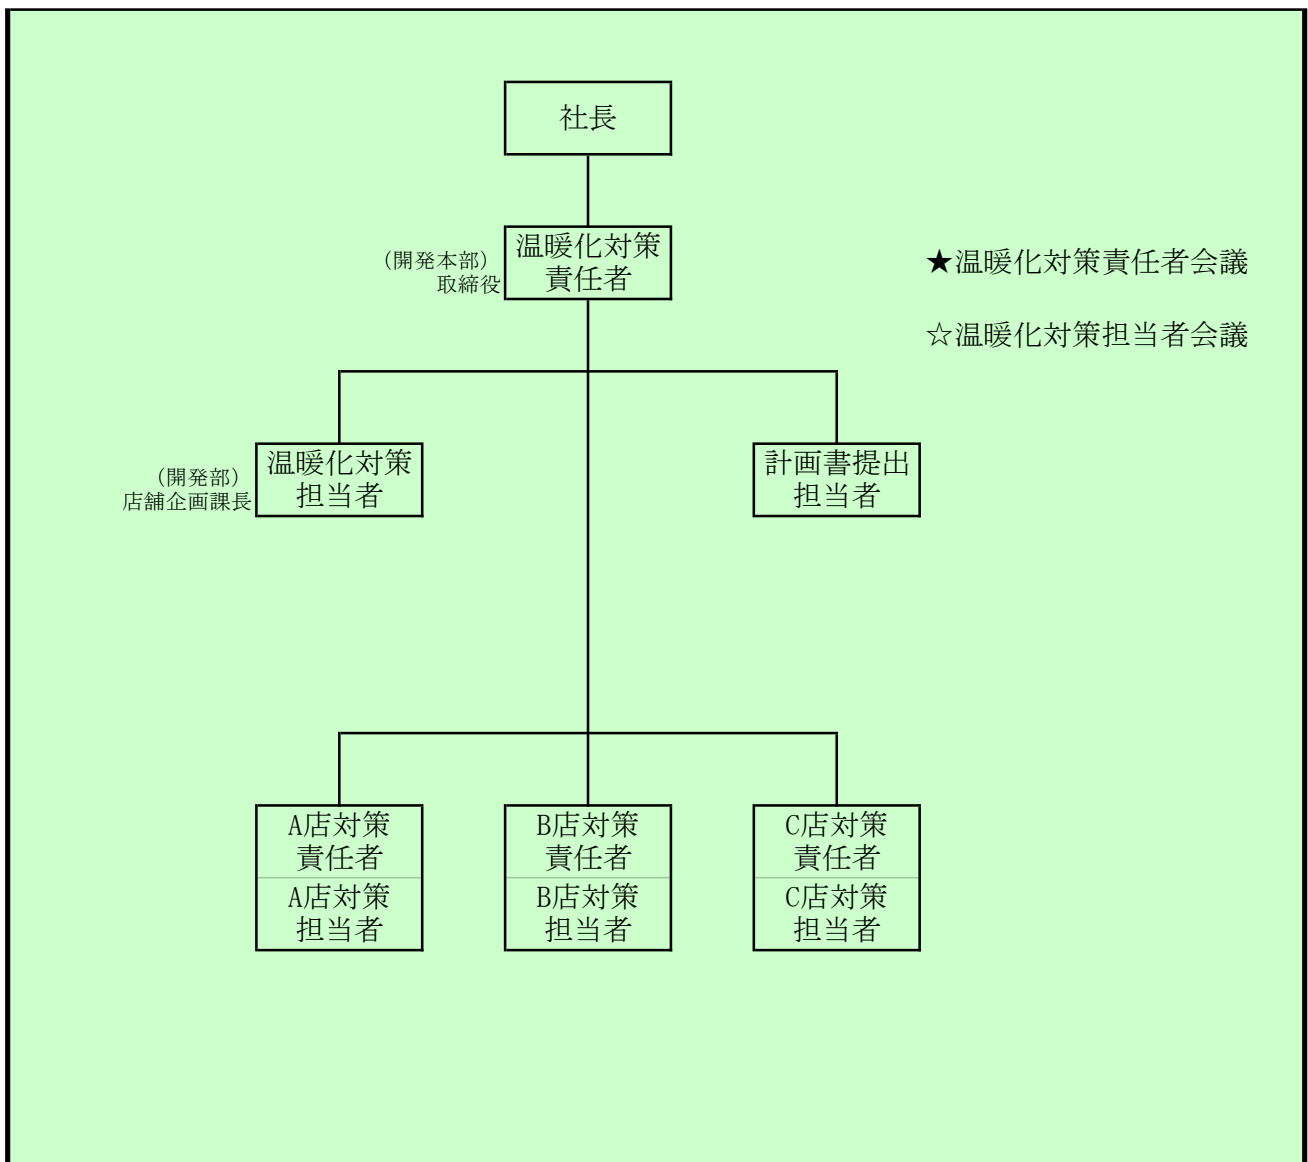 社長
（開発本部）
取締役
温暖化対策
責任者
★温暖化対策責任者会議
☆温暖化対策担当者会議
（開発部）
店舗企画課長
温暖化対策
担当者
計画書提出
担当者
A店対策
責任者
A店対策
担当者
B店対策
責任者
B店対策
担当者
C店対策
責任者
C店対策
担当者